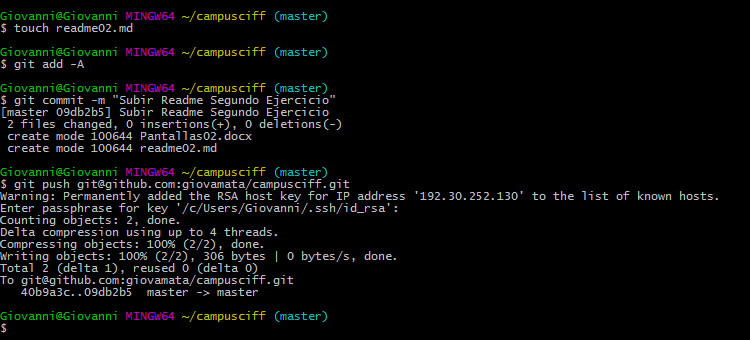 Giovanni@Giovanni MINGW64 ~/campusciff (master)
$ touch readme02.md
Giovanni@Giovanni MINGW64 ~/campusciff (master)
$ git add -A
Giovanni@Giovanni MINGW64 ~/campusciff (master)
$ git commit -m "Subir Readme Segundo Ejercicio"
[master 09db2b5] Subir Readme Segundo Ejercicio
 2 files changed, 0 insertions(+), 0 deletions(-)
 create mode 100644 Pantallas02.docx
 create mode 100644 readme02.md
Giovanni@Giovanni MINGW64 ~/campusciff (master)
$ git push git@github.com:giovamata/campusciff.git
Warning: Permanently added the RSA host key for IP address '192.30.252.130' to the list of known hosts.
Enter passphrase for key '/c/Users/Giovanni/.ssh/id_rsa':
Counting objects: 2, done.
Delta compression using up to 4 threads.
Compressing objects: 100% (2/2), done.
Writing objects: 100% (2/2), 306 bytes | 0 bytes/s, done.
Total 2 (delta 1), reused 0 (delta 0)
To git@github.com:giovamata/campusciff.git
   40b9a3c..09db2b5  master -> master
Giovanni@Giovanni MINGW64 ~/campusciff (master)
$